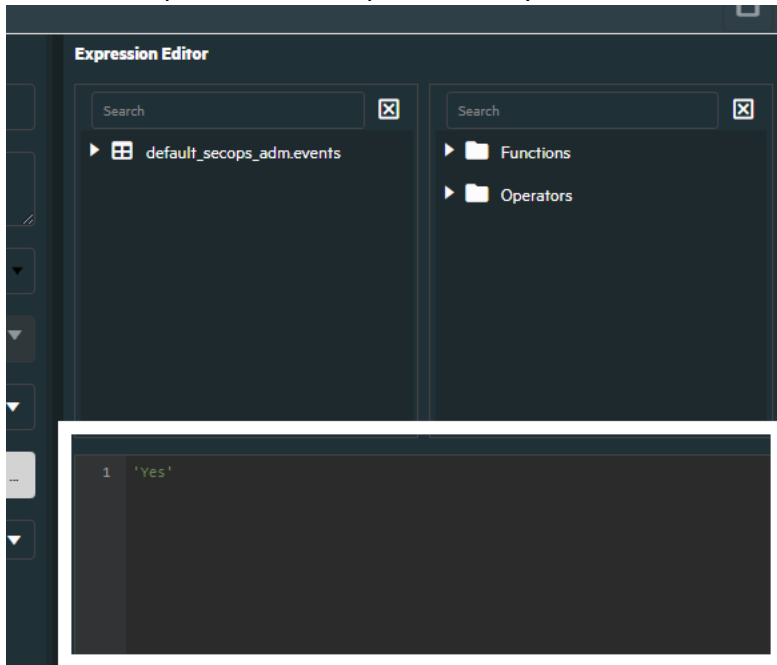 Expression Editor
Search
Search
default_secops_adm.events
Functions
Operators
...
1 'Yes'